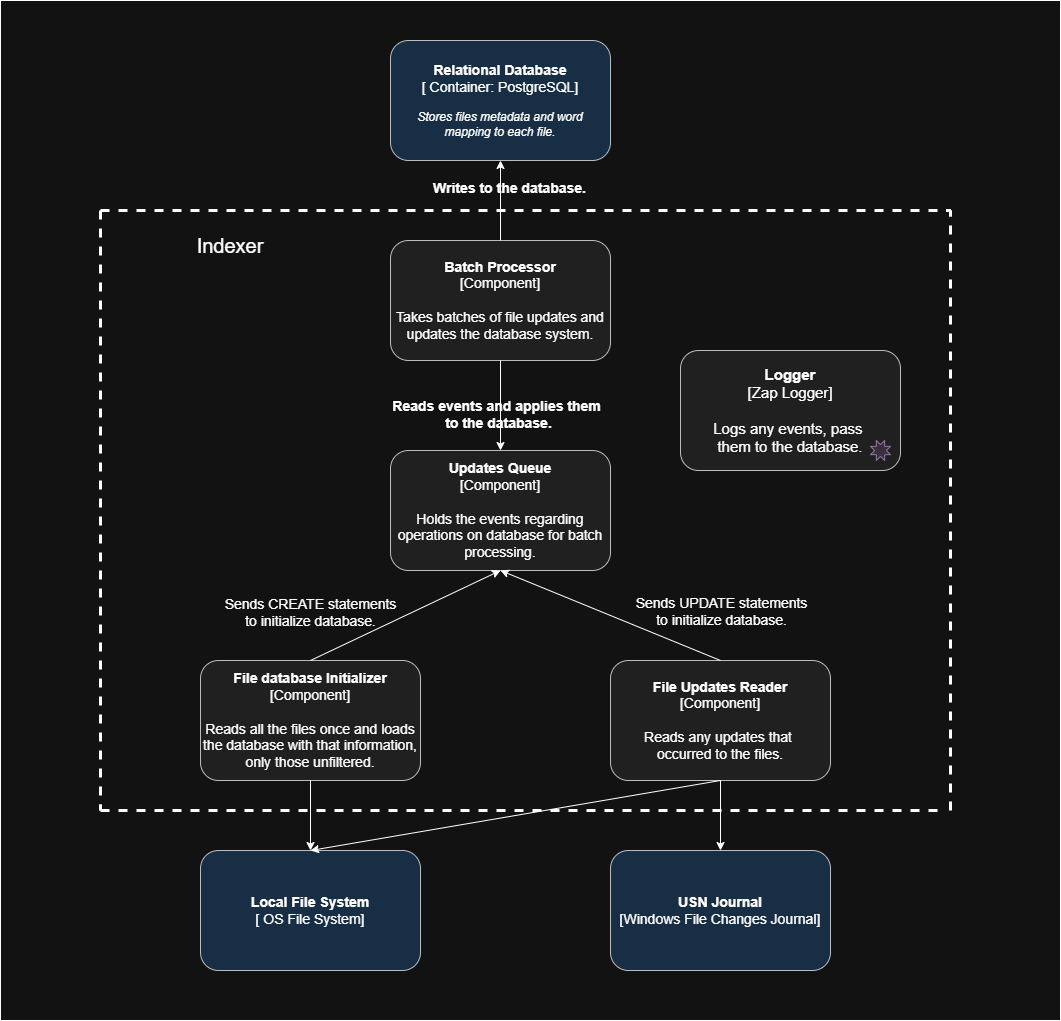 Relational Database
[ Container: PostgreSQL]
Stores files metadata and word
mapping to each file.
Writes to the database.
Indexer
Batch Processor
[Component]
Takes batches of file updates and
updates the database system.
Logger
[Zap Logger]
Logs any events, pass
them to the database.
Reads events and applies them
to the database.
Updates Queue
[Component]
Holds the events regarding
operations on database for batch
processing.
Sends CREATE statements
to initialize database.
Sends UPDATE statements
to initialize database.
File database Initializer
[Component]
Reads all the files once and loads
the database with that information,
only those unfiltered.
File Updates Reader
[Component]
Reads any updates that
occurred to the files.
Local File System
[ OS File System]
USN Journal
[Windows File Changes Journal]